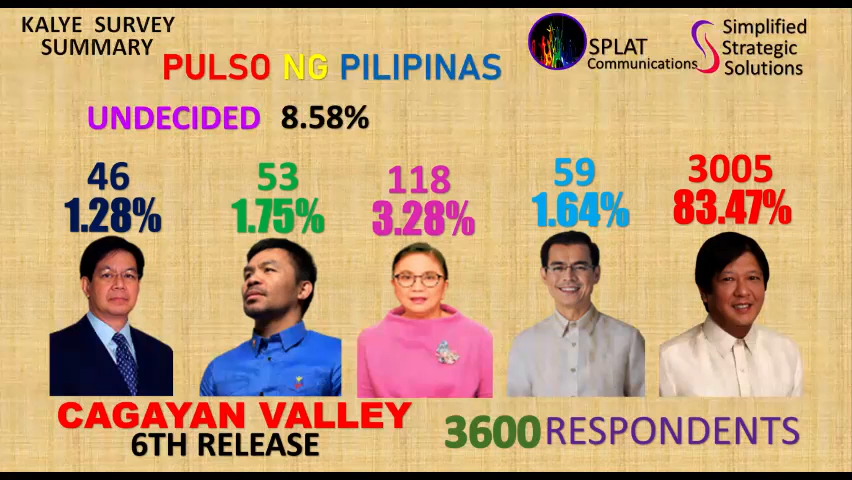 KALYE SURVEY
SUMMARY
PULSO NG PILIPINAS
SPLAT
Communications
Simplified
Strategic
Solutions
UNDECIDED 8.58%
46
1.28%
53
1.75%
118
3.28%
59
1.64%
3005
83.47%
CAGAYAN VALLEY
6TH RELEASE
3600 RESPONDENTS